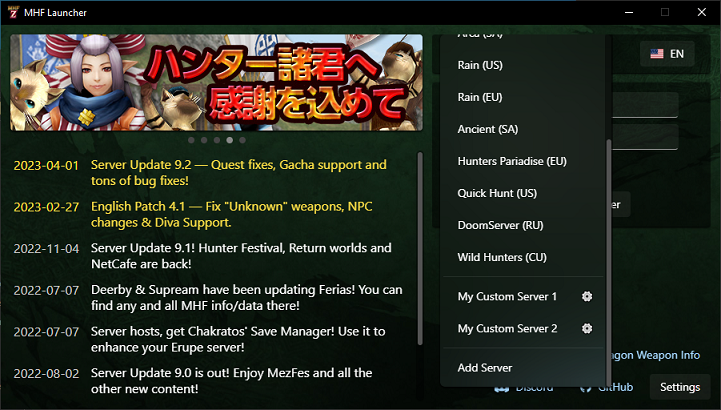 MHF Launcher
ハンター諸君へ
感謝を込めて
2023-04-01 Server Update 9.2 — Quest fixes, Gacha support and
tons of bug fixes!
2023-02-27 English Patch 4.1 — Fix "Unknown" weapons, NPC
changes & Diva Support.
2022-11-04 Server Update 9.1! Hunter Festival, Return worlds and
NetCafe are back!
2022-07-07 Deerby & Supream have been updating Ferias! You can
find any and all MHF info/data there!
2022-07-07 Server hosts, get Chakratos' Save Manager! Use it to
enhance your Erupe server!
2022-08-02 Server Update 9.0 is out! Enjoy MezFes and all the
other new content!
EN
Rain (US)
Rain (EU)
Ancient (SA)
Hunters Pariadise (EU)
Quick Hunt (US)
DoomServer (RU)
Wild Hunters (CU)
My Custom Server 1
My Custom Server 2
Add Server
Weapon Info
Discord
GitHub
Settings